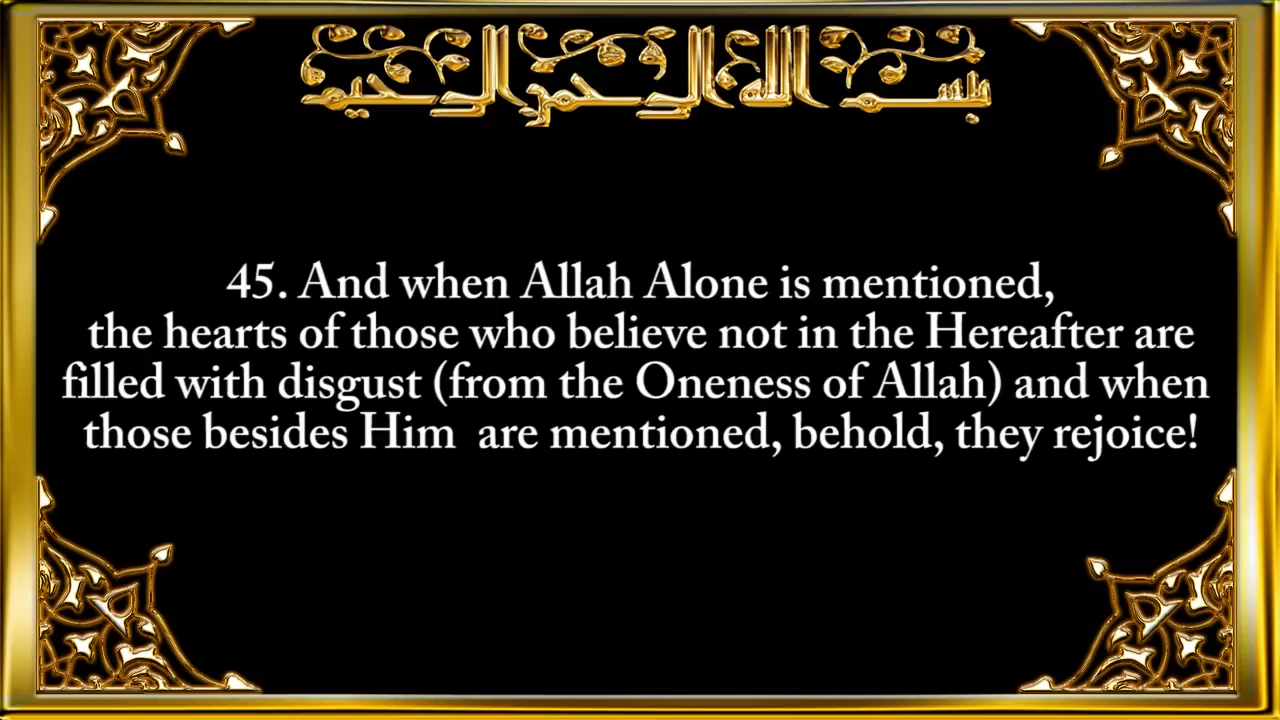 بسم الله الرحمن الرحيم
45. And when Allah Alone is mentioned,
the hearts of those who believe not in the Hereafter are
filled with disgust (from the Oneness of Allah) and when
those besides Him are mentioned, behold, they rejoice!